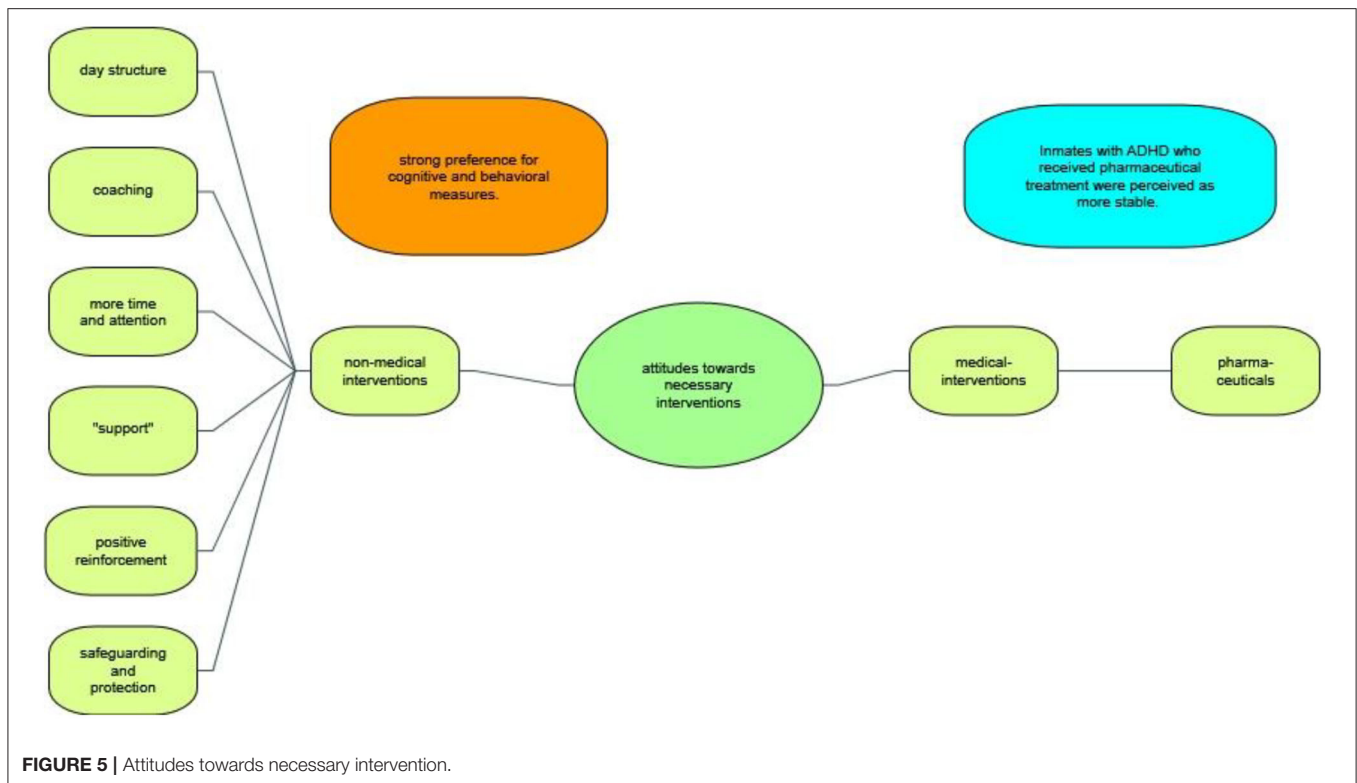 day structure
coaching
more time
and attention
"support"
positive
reinforcement
safeguarding
and
protection
strong preference for
cognitive and behavioral
measures.
non-medical
interventions
attitudes towards
necessary
interventions
Inmates with ADHD who
received pharmaceutical
treatment were perceived as
more stable.
medical-
interventions
pharma-
ceuticals
FIGURE 5 | Attitudes towards necessary intervention.